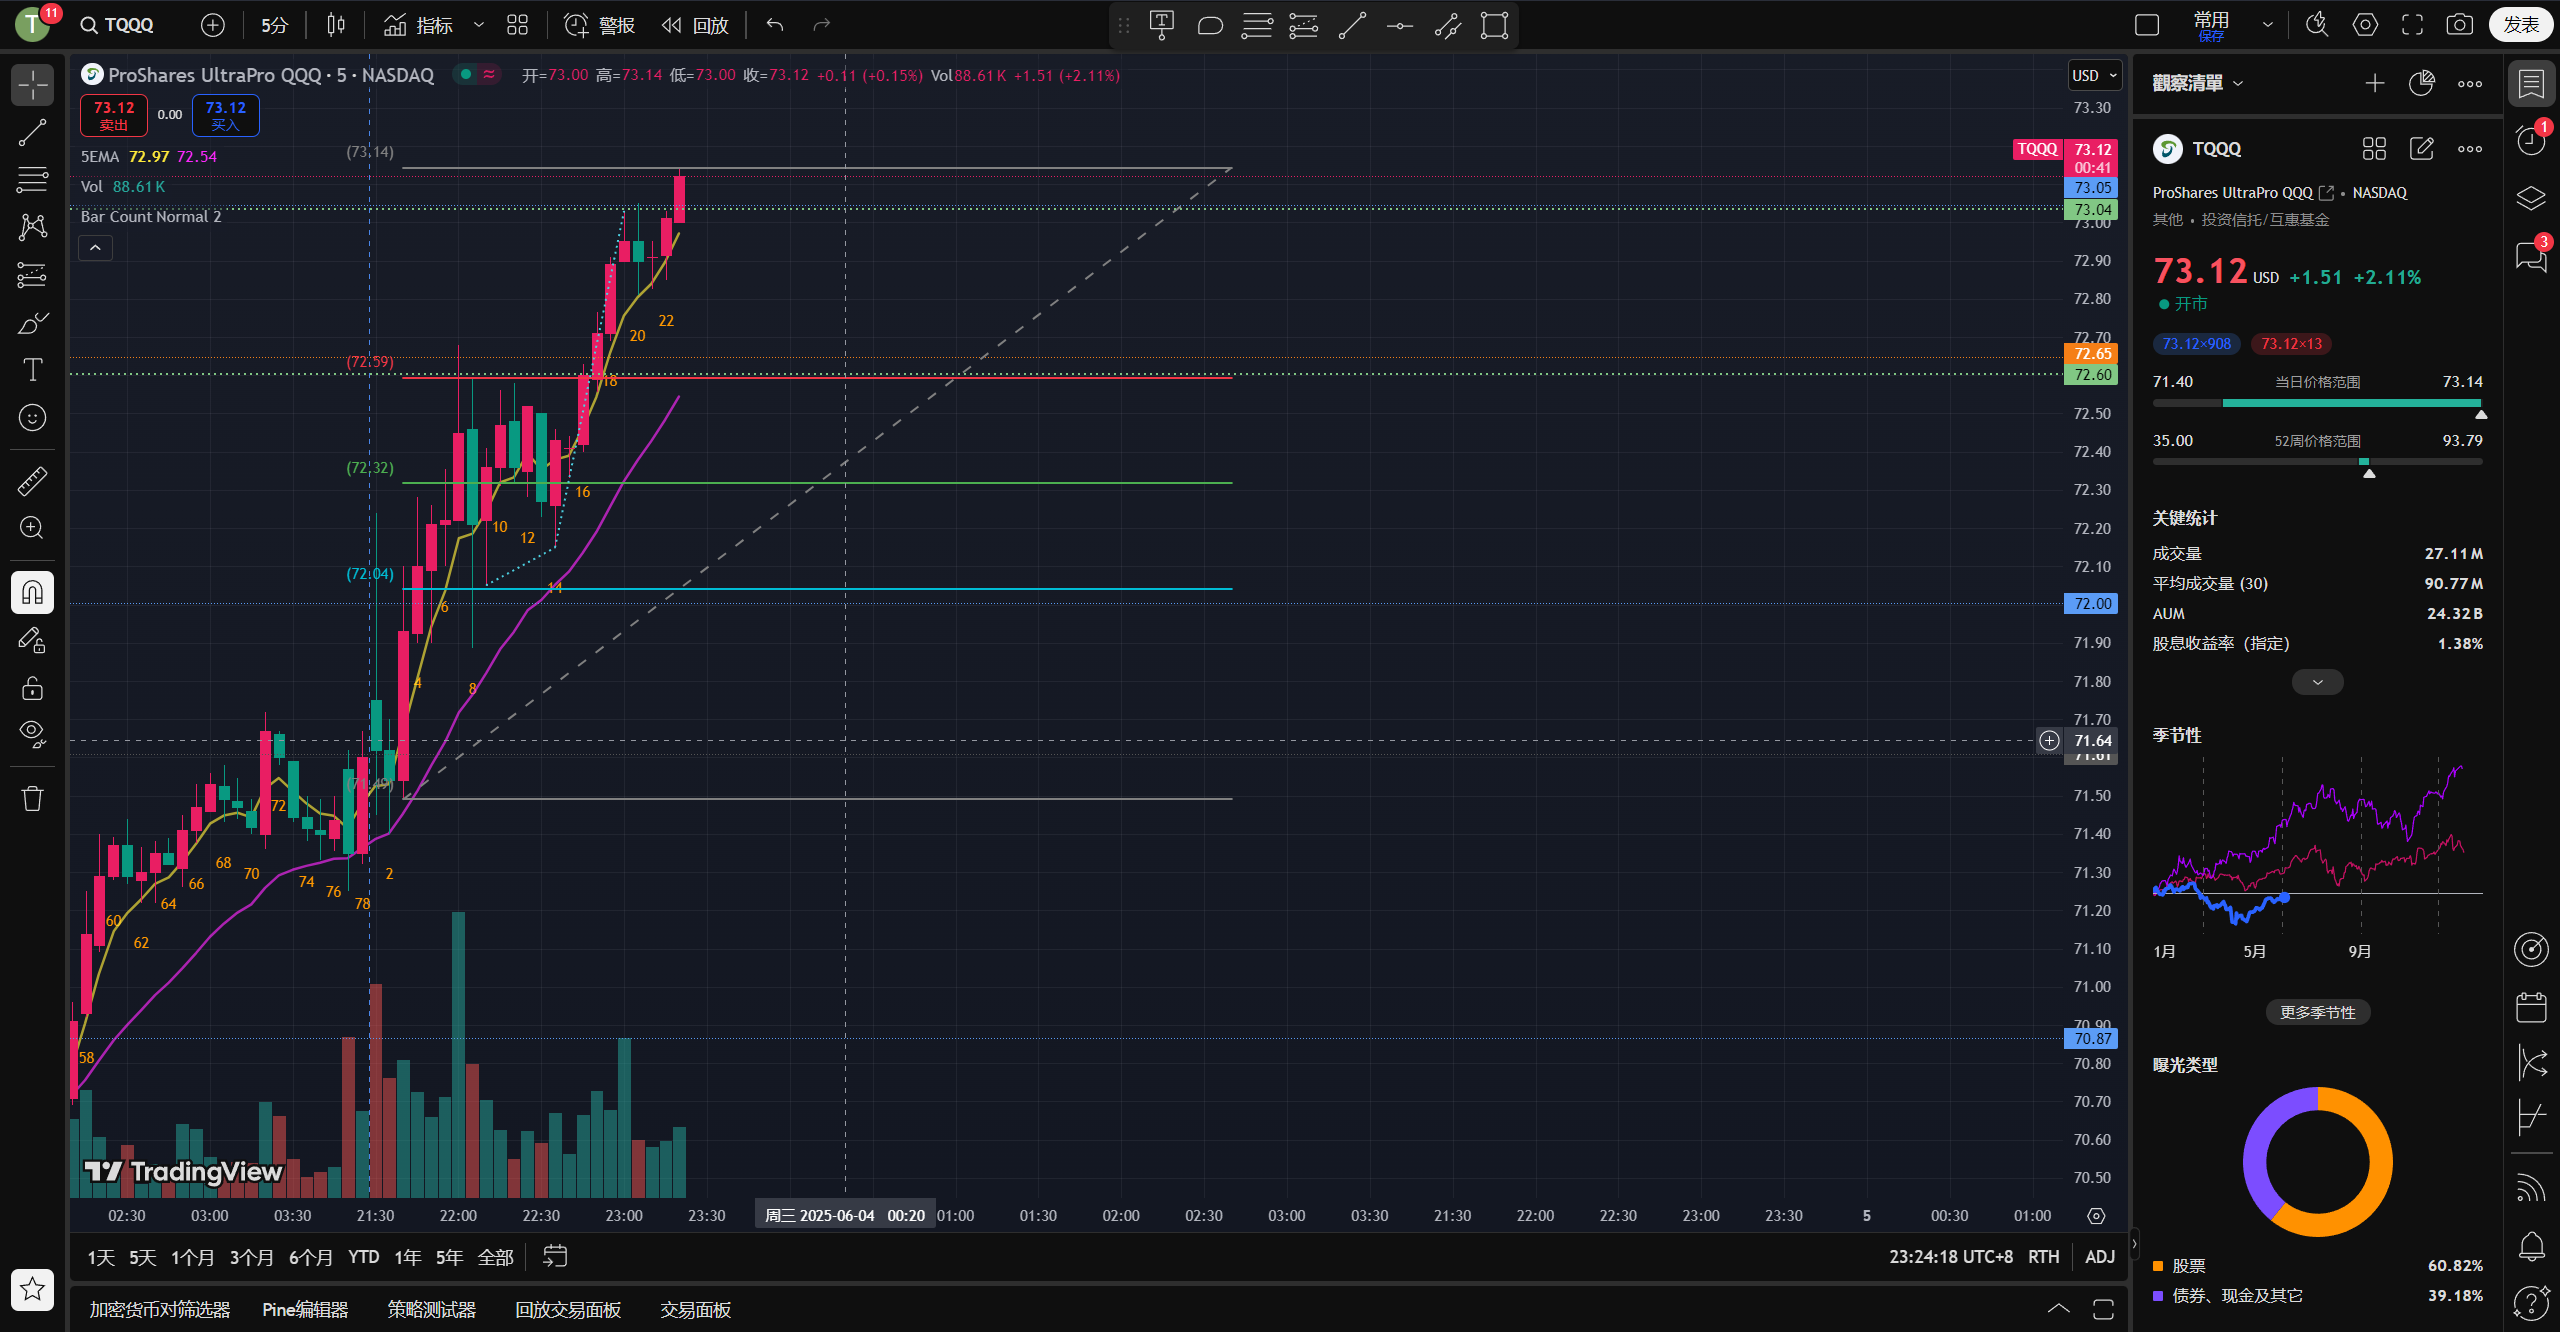 T 11 TQQQ 5分 指标 警报 回放 常用 保存 发表
ProShares UltraPro QQQ · 5 · NASDAQ 开=73.00 高=73.14 低=73.00 收=73.12 +0.11 (+0.15%) Vol88.61 K +1.51 (+2.11%)
73.12 卖出 0.00 73.12 买入
5EMA 72.97 72.54
Vol 88.61 K
Bar Count Normal 2
(73.14)
(72.59)
(72.32)
(72.04)
(71.49)
58
60
62
64
66
68
70
72
74
76
78
2
4
6
8
10
12
14
16
18
20
22
USD
73.30
TQQQ 73.12
00:41
73.05
73.04
73.00
72.90
72.80
72.70
72.65
72.60
72.50
72.40
72.30
72.20
72.10
72.00
71.90
71.80
71.70
71.64
71.61
71.50
71.40
71.30
71.20
71.10
71.00
70.90
70.87
70.80
70.70
70.60
70.50
TradingView
02:30 03:00 03:30 21:30 22:00 22:30 23:00 23:30 周三 2025-06-04 00:20 01:00 01:30 02:00 02:30 03:00 03:30 21:30 22:00 22:30 23:00 23:30 5 00:30 01:00
1天 5天 1个月 3个月 6个月 YTD 1年 5年 全部 23:24:18 UTC+8 RTH ADJ
加密货币对筛选器 Pine编辑器 策略测试器 回放交易面板 交易面板
觀察清單
TQQQ
ProShares UltraPro QQQ • NASDAQ
其他 • 投资信托/互惠基金
73.12 USD +1.51 +2.11%
开市
73.12×908 73.12×13
71.40 当日价格范围 73.14
35.00 52周价格范围 93.79
关键统计
成交量 27.11 M
平均成交量 (30) 90.77 M
AUM 24.32 B
股息收益率（指定） 1.38%
季节性
1月 5月 9月
更多季节性
曝光类型
股票 60.82%
债券、现金及其它 39.18%
1
3